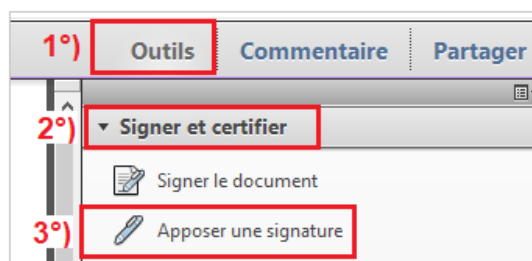 1°) Outils Commentaire Partager
2°) Signer et certifier
Signer le document
3°) Apposer une signature